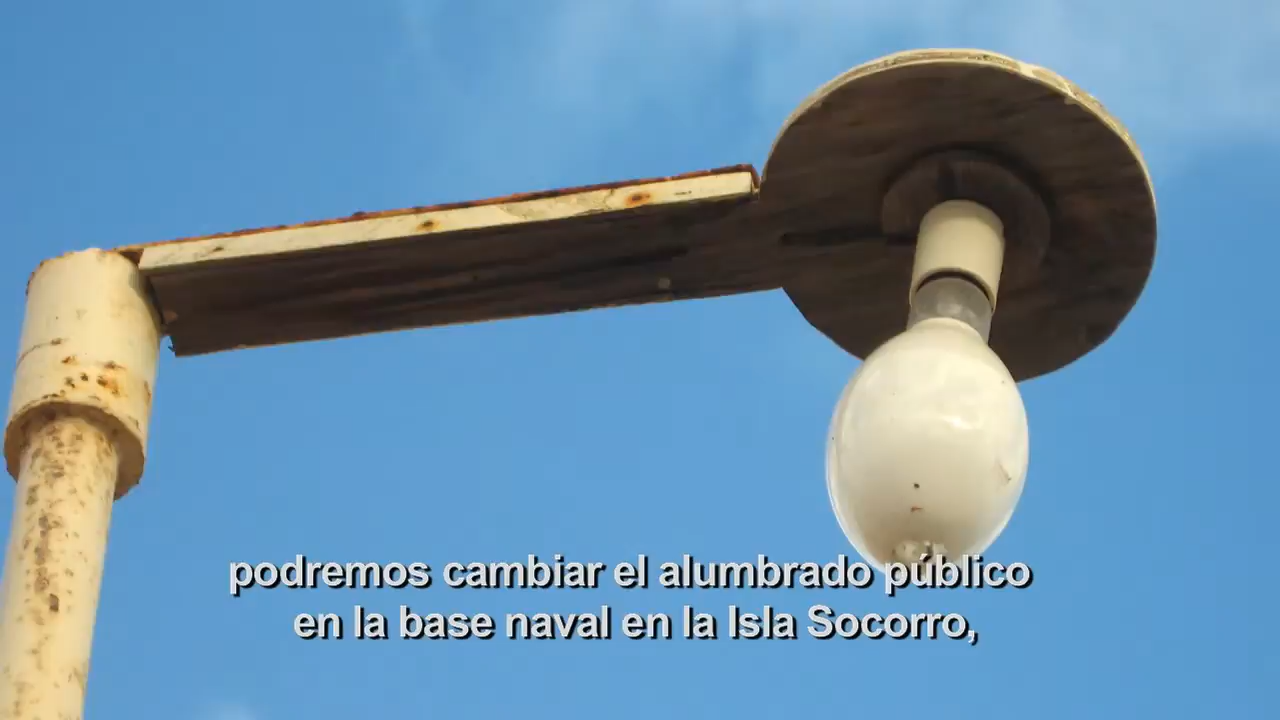 podremos cambiar el alumbrado público
en la base naval en la Isla Socorro,